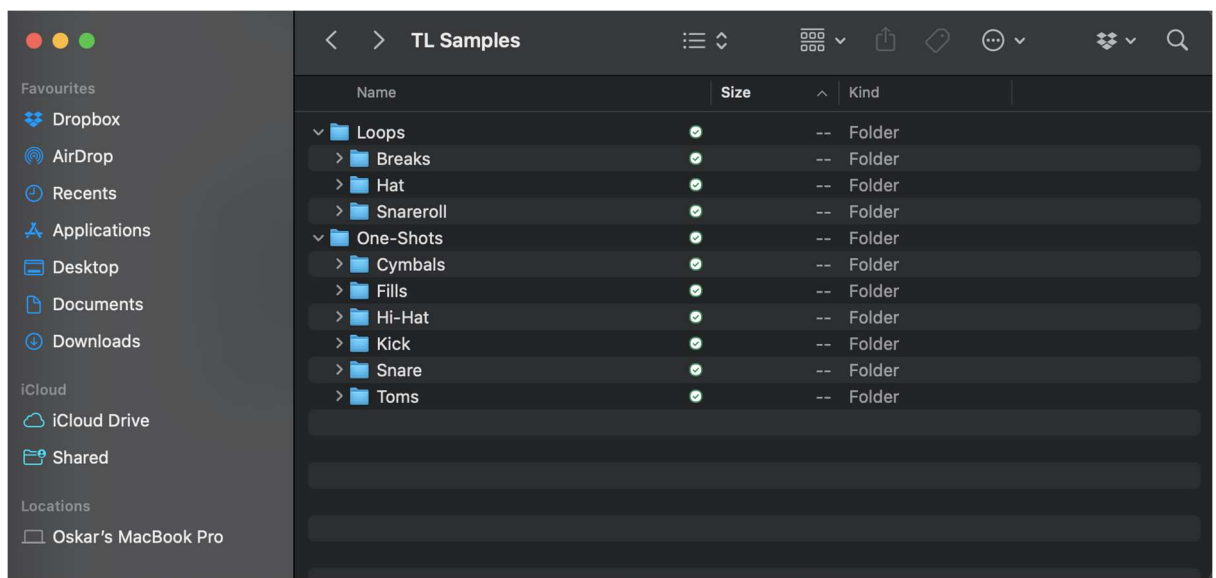 TL Samples
Favourites
Dropbox
AirDrop
Recents
Applications
Desktop
Documents
Downloads
iCloud
iCloud Drive
Shared
Locations
Oskar's MacBook Pro
Name Size Kind
Loops -- Folder
Breaks -- Folder
Hat -- Folder
Snareroll -- Folder
One-Shots -- Folder
Cymbals -- Folder
Fills -- Folder
Hi-Hat -- Folder
Kick -- Folder
Snare -- Folder
Toms -- Folder